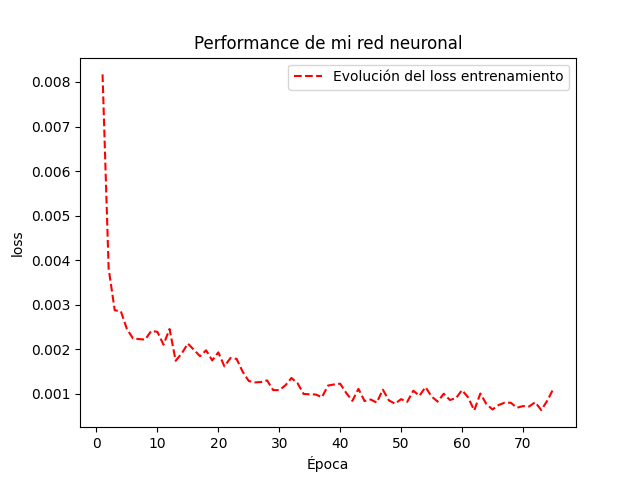 Performance de mi red neuronal
Evolución del loss entrenamiento
0.008
0.007
0.006
0.005
0.004
0.003
0.002
0.001
loss
0 10 20 30 40 50 60 70
Época